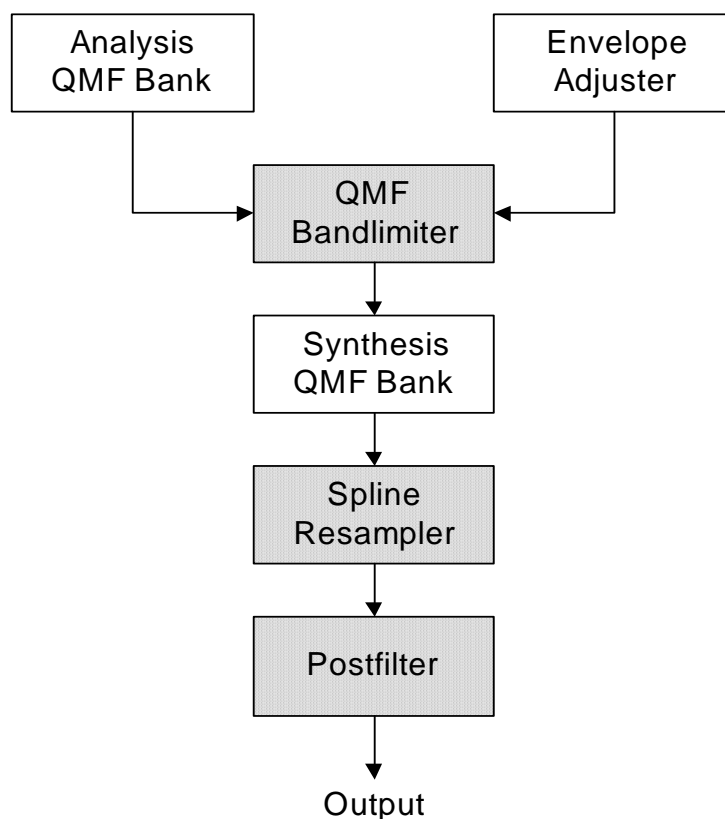 Analysis
QMF Bank
Envelope
Adjuster
QMF
Bandlimiter
Synthesis
QMF Bank
Spline
Resampler
Postfilter
Output